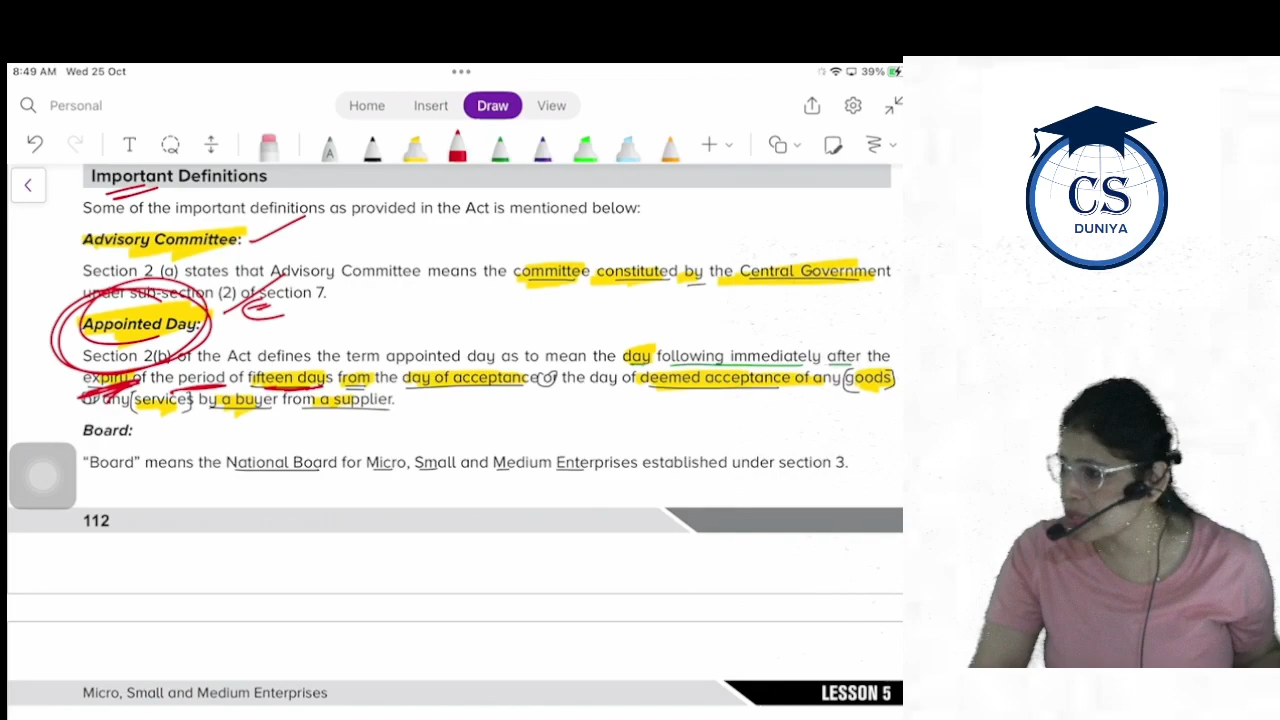 8:49 AM Wed 25 Oct
39%
Personal
Home Insert Draw View
T
A
Important Definitions
Some of the important definitions as provided in the Act is mentioned below:
Advisory Committee:
Section 2 (a) states that Advisory Committee means the committee constituted by the Central Government
under sub-section (2) of section 7.
Appointed Day:
Section 2(b) of the Act defines the term appointed day as to mean the day following immediately after the
expiry of the period of fifteen days from the day of acceptance or the day of deemed acceptance of any goods
or any services by a buyer from a supplier.
Board:
“Board” means the National Board for Micro, Small and Medium Enterprises established under section 3.
112
Micro, Small and Medium Enterprises
LESSON 5
CS
DUNIYA